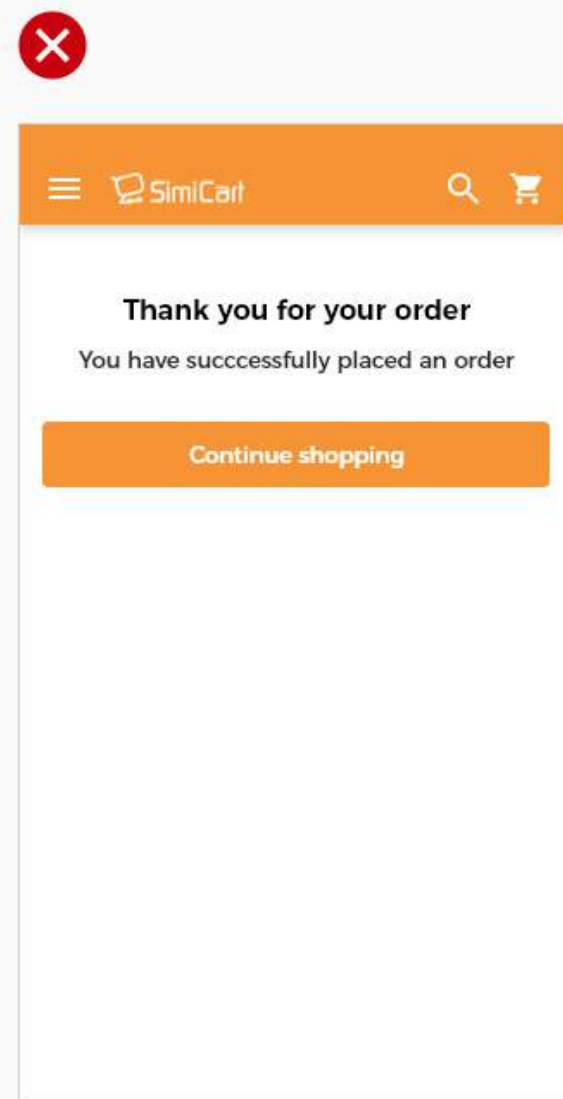 SimiCart
Thank you for your order
You have succcessfully placed an order
Continue shopping